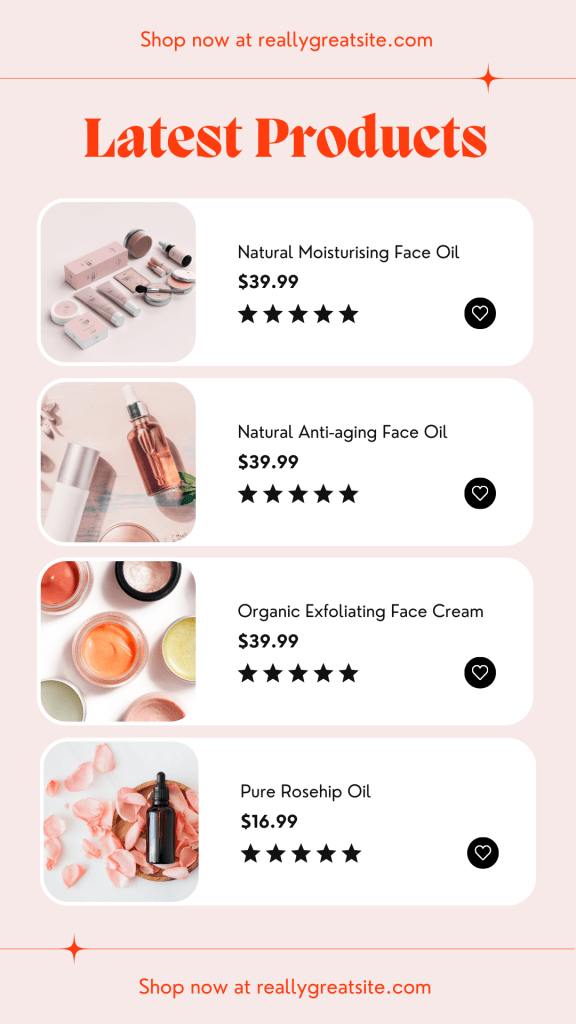 Shop now at reallygreatsite.com
Latest Products
Natural Moisturising Face Oil
$39.99
Natural Anti-aging Face Oil
$39.99
Organic Exfoliating Face Cream
$39.99
Pure Rosehip Oil
$16.99
Shop now at reallygreatsite.com